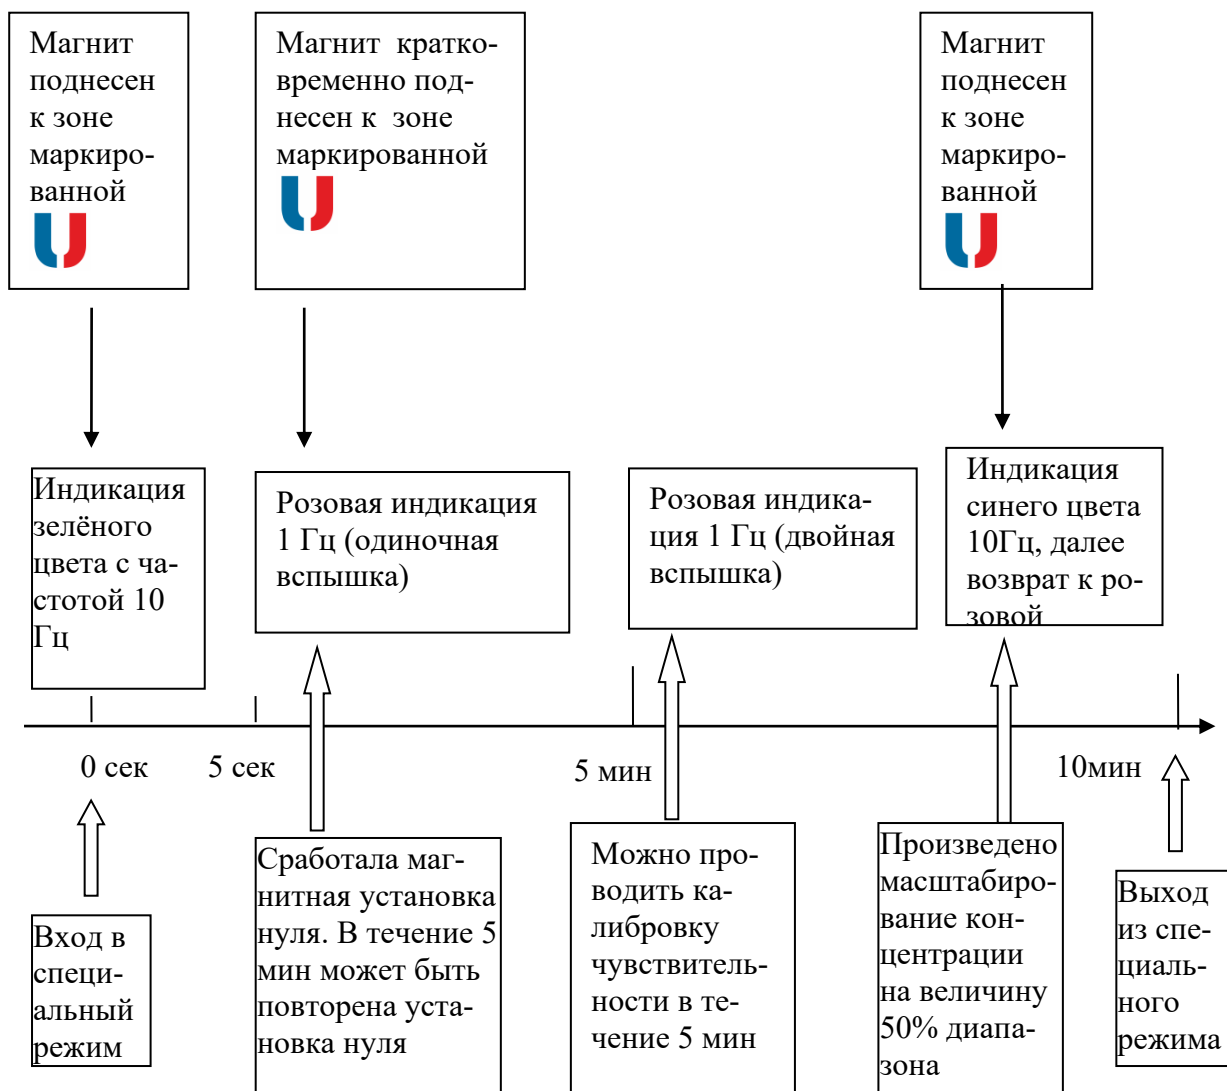 Магнит
поднесен
к зоне
маркиро-
ванной
Магнит кратко-
временно под-
несен к зоне
маркированной
Магнит
поднесен
к зоне
маркиро-
ванной
Индикация
зелёного
цвета с ча-
стотой 10
Гц
Розовая индикация
1 Гц (одиночная
вспышка)
Розовая индика-
ция 1 Гц (двойная
вспышка)
Индикация
синего цвета
10Гц, далее
возврат к ро-
зовой
0 сек
5 сек
5 мин
10мин
Вход в
специ-
альный
режим
Сработала маг-
нитная установка
нуля. В течение 5
мин может быть
повторена уста-
новка нуля
Можно про-
водить ка-
либровку
чувствитель-
ности в те-
чение 5 мин
Произведено
масштабиро-
вание кон-
центрации
на величину
50% диапа-
зона
Выход
из спе-
циаль-
ного
режима